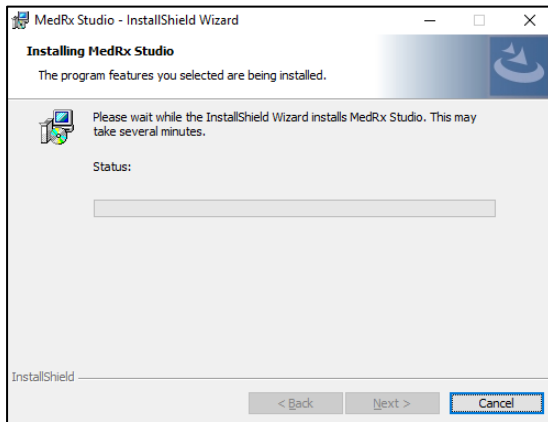 MedRx Studio - InstallShield Wizard
Installing MedRx Studio
The program features you selected are being installed.
Please wait while the InstallShield Wizard installs MedRx Studio. This may
take several minutes.
Status:
InstallShield
< Back
Next >
Cancel